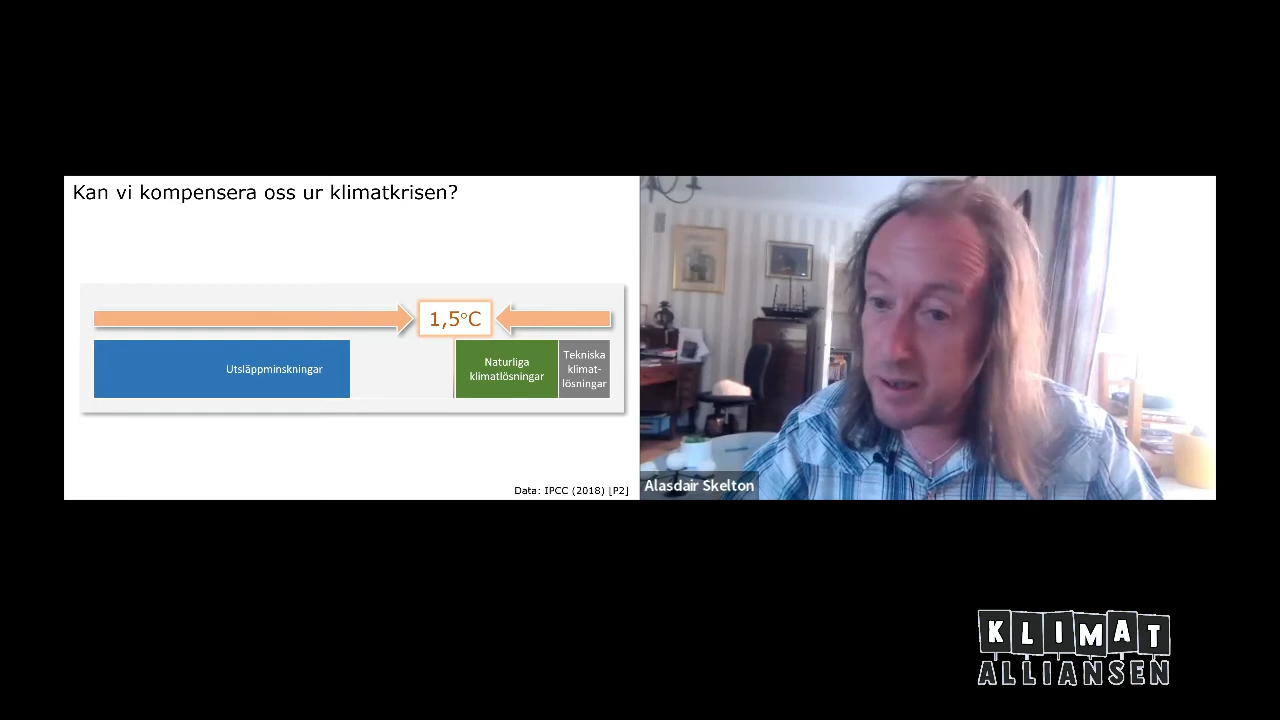 Kan vi kompensera oss ur klimatkrisen?
1,5°C
Utsläppminskningar
Naturliga
klimatlösningar
Tekniska
klimat-
lösningar
Data: IPCC (2018) [P2]
Alasdair Skelton
KLIMAT
ALLIANSEN